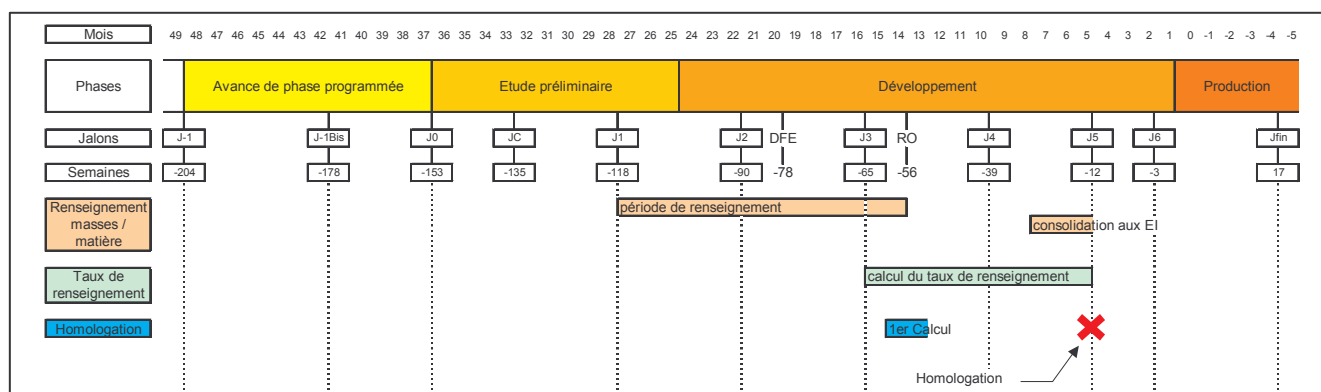 Mois 49 48 47 46 45 44 43 42 41 40 39 38 37 36 35 34 33 32 31 30 29 28 27 26 25 24 23 22 21 20 19 18 17 16 15 14 13 12 11 10 9 8 7 6 5 4 3 2 1 0 -1 -2 -3 -4 -5
Phases Avance de phase programmée Etude préliminaire Développement Production
Jalons J-1 J-1Bis J0 JC J1 J2 DFE J3 RO J4 J5 J6 Jfin
Semaines -204 -178 -153 -135 -118 -90 -78 -65 -56 -39 -12 -3 17
Renseignement
masses /
matière
période de renseignement
consolidation aux EI
Taux de
renseignement
calcul du taux de renseignement
Homologation 1er Calcul
Homologation